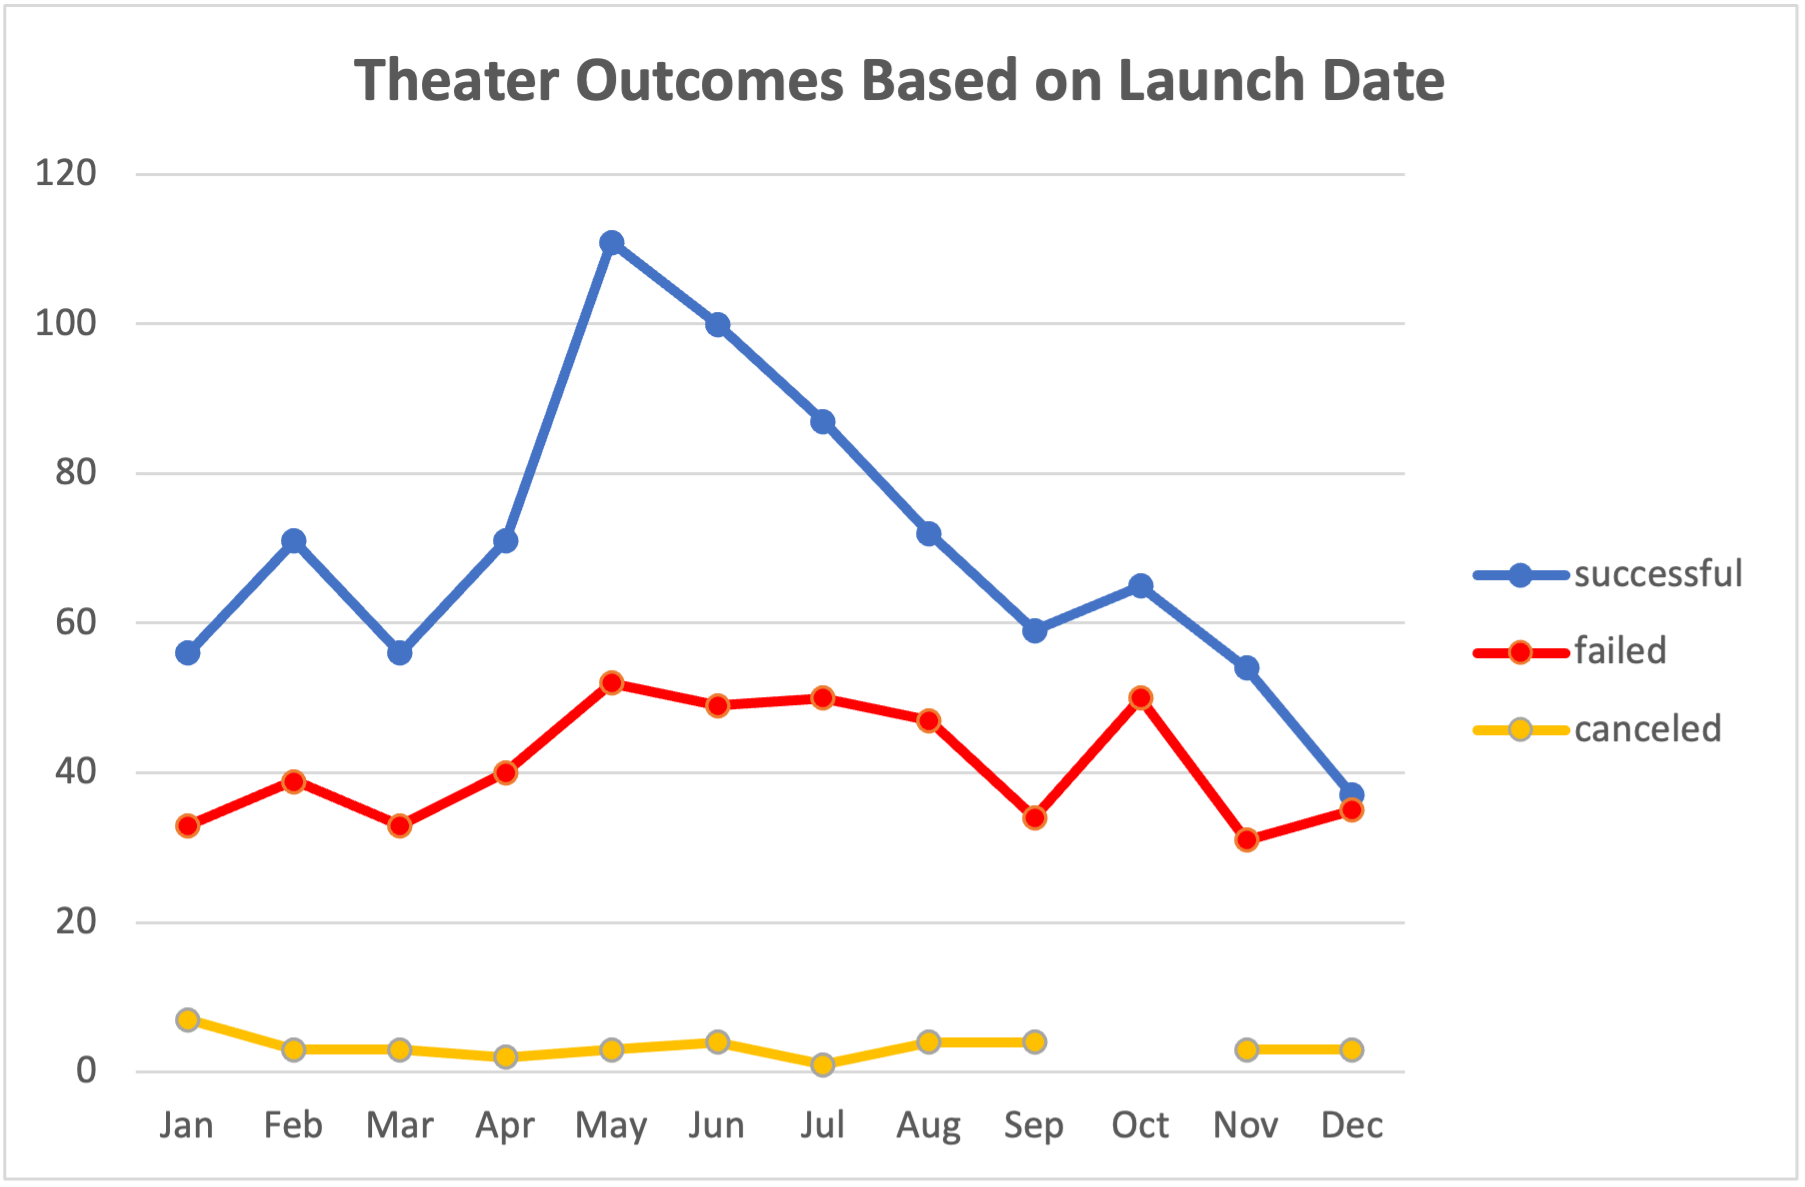 Theater Outcomes Based on Launch Date
120
100
80
60
40
20
0
Jan Feb Mar Apr May Jun Jul Aug Sep Oct Nov Dec
successful
failed
canceled